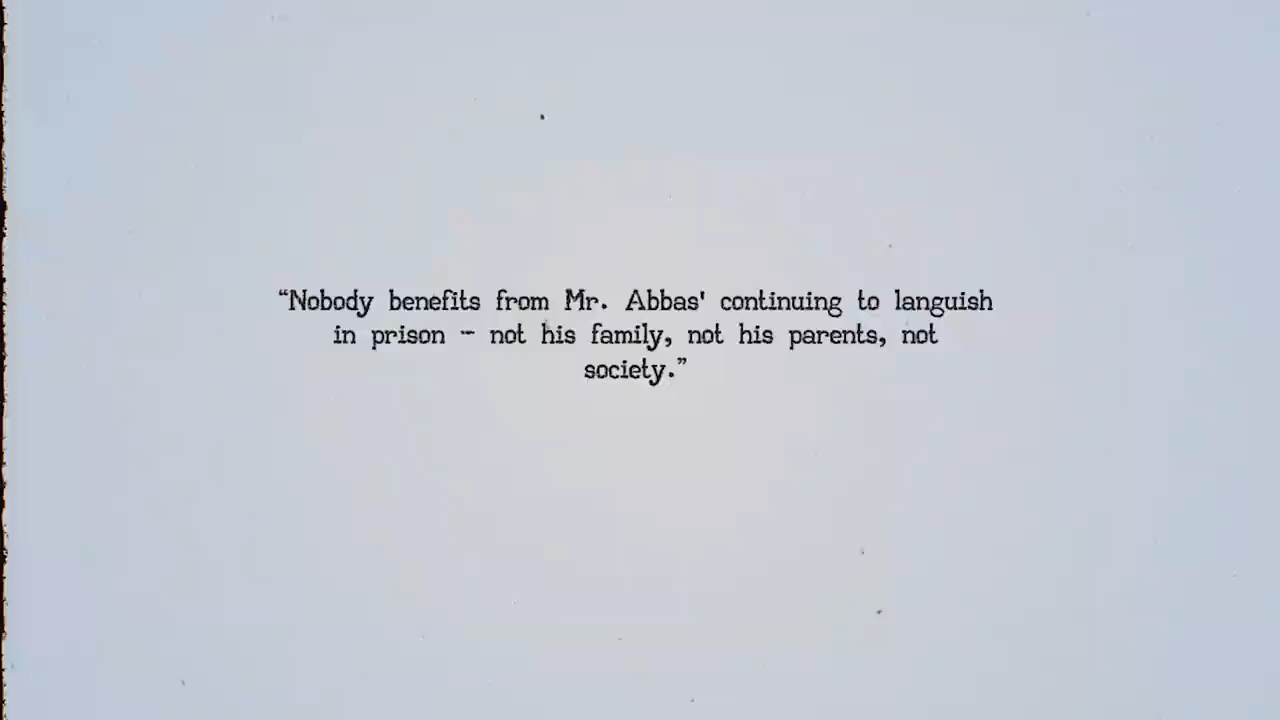 “Nobody benefits from Mr. Abbas' continuing to languish
in prison - not his family, not his parents, not
society.”